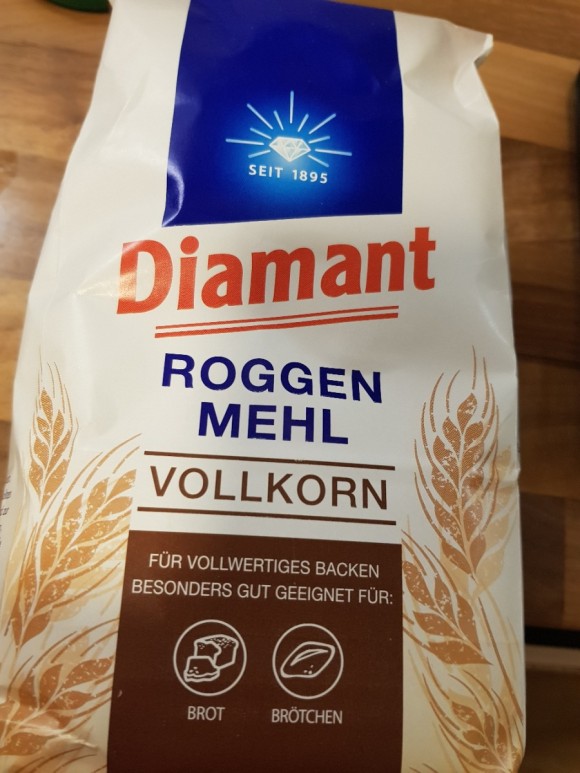 SEIT 1895
Diamant
ROGGEN
MEHL
VOLLKORN
FÜR VOLLWERTIGES BACKEN
BESONDERS GUT GEEIGNET FÜR:
BROT BRÖTCHEN